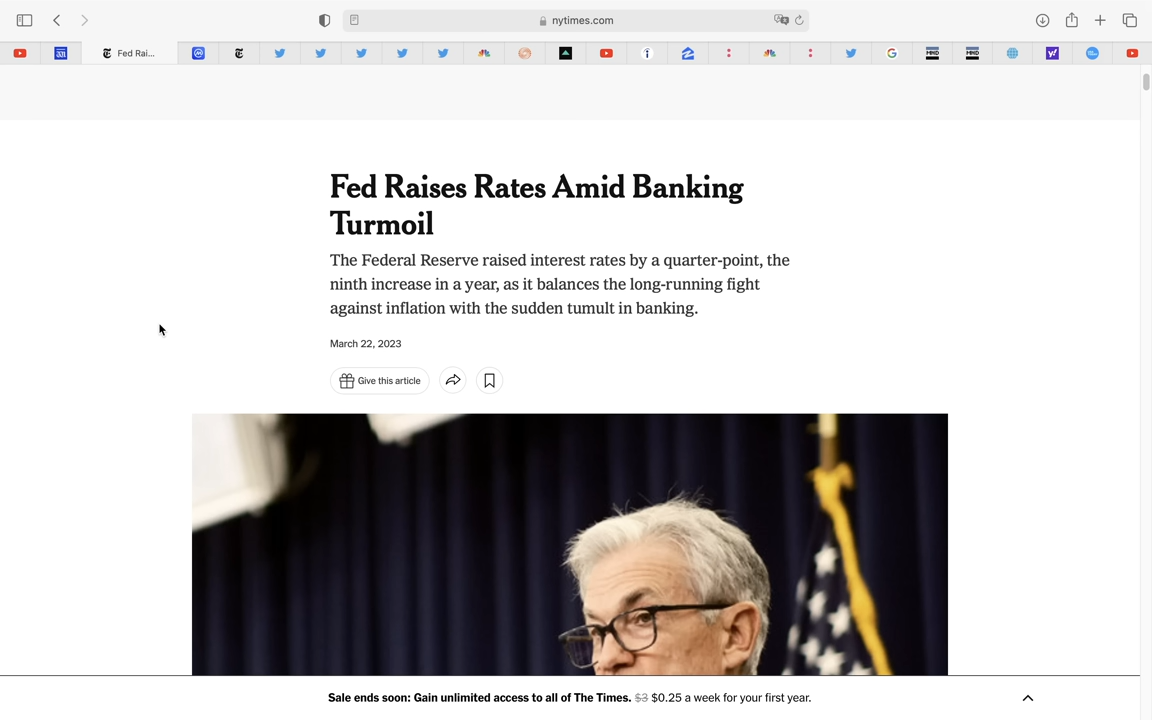 nytimes.com
Fed Rai...
Fed Raises Rates Amid Banking
Turmoil
The Federal Reserve raised interest rates by a quarter-point, the
ninth increase in a year, as it balances the long-running fight
against inflation with the sudden tumult in banking.
March 22, 2023
Give this article
Sale ends soon: Gain unlimited access to all of The Times. $3 $0.25 a week for your first year.